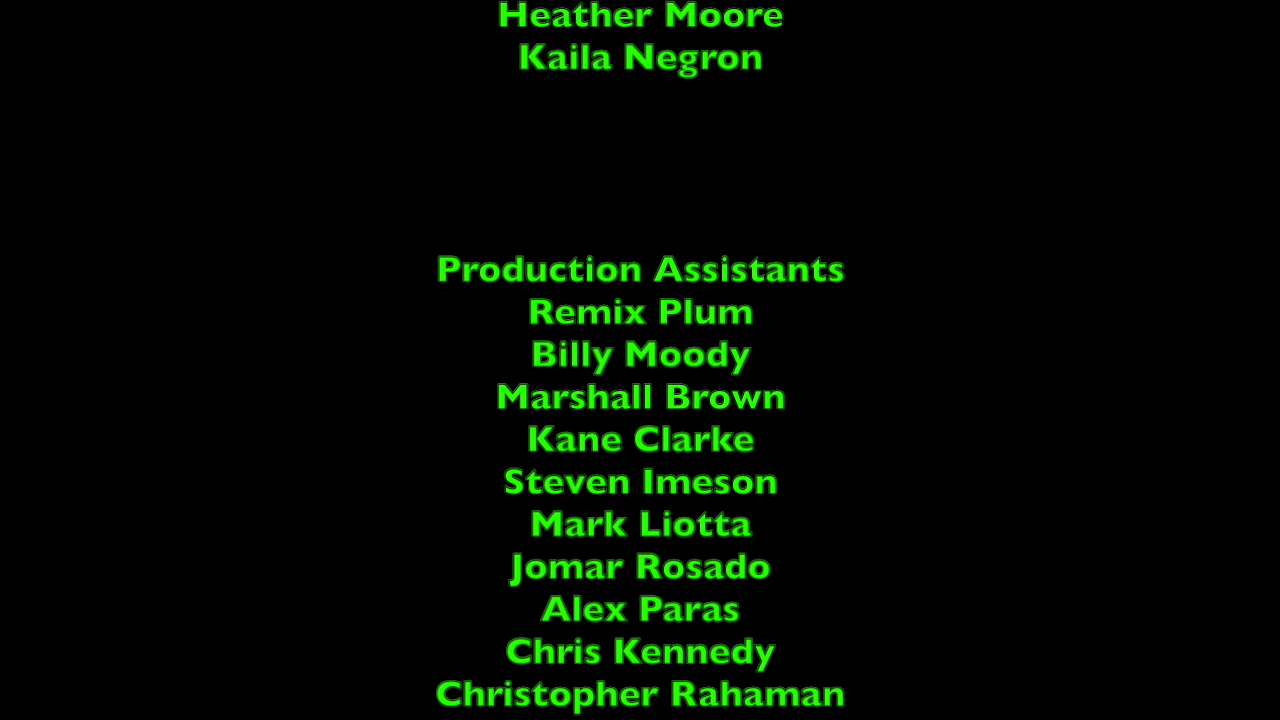 Heather Moore
Kaila Negron
Production Assistants
Remix Plum
Billy Moody
Marshall Brown
Kane Clarke
Steven Imeson
Mark Liotta
Jomar Rosado
Alex Paras
Chris Kennedy
Christopher Rahaman